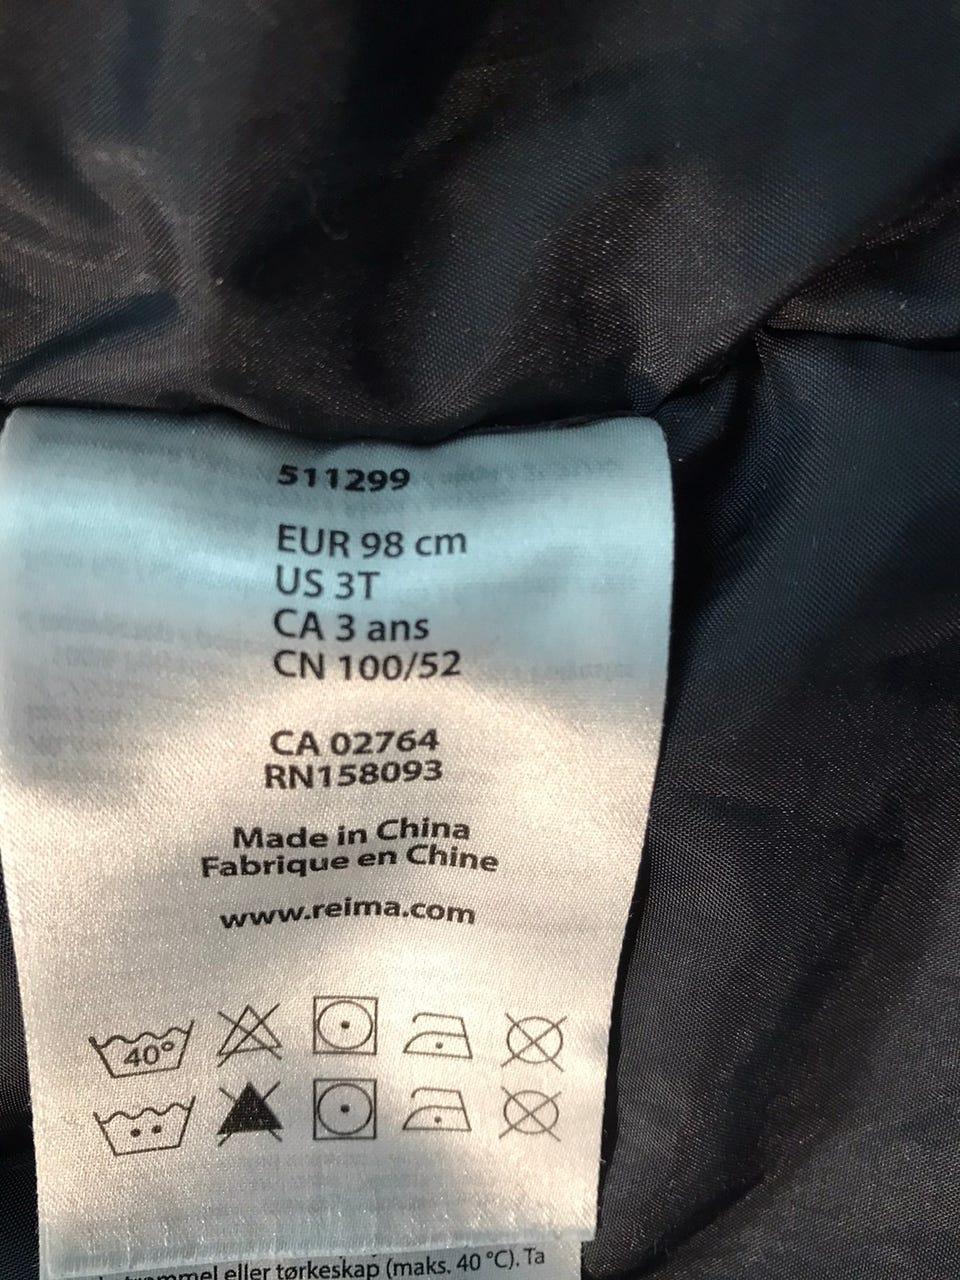 511299
EUR 98 cm
US 3T
CA 3 ans
CN 100/52
CA 02764
RN158093
Made in China
Fabrique en Chine
www.reima.com
40°
eller tørkeskap (maks. 40 °C). Ta